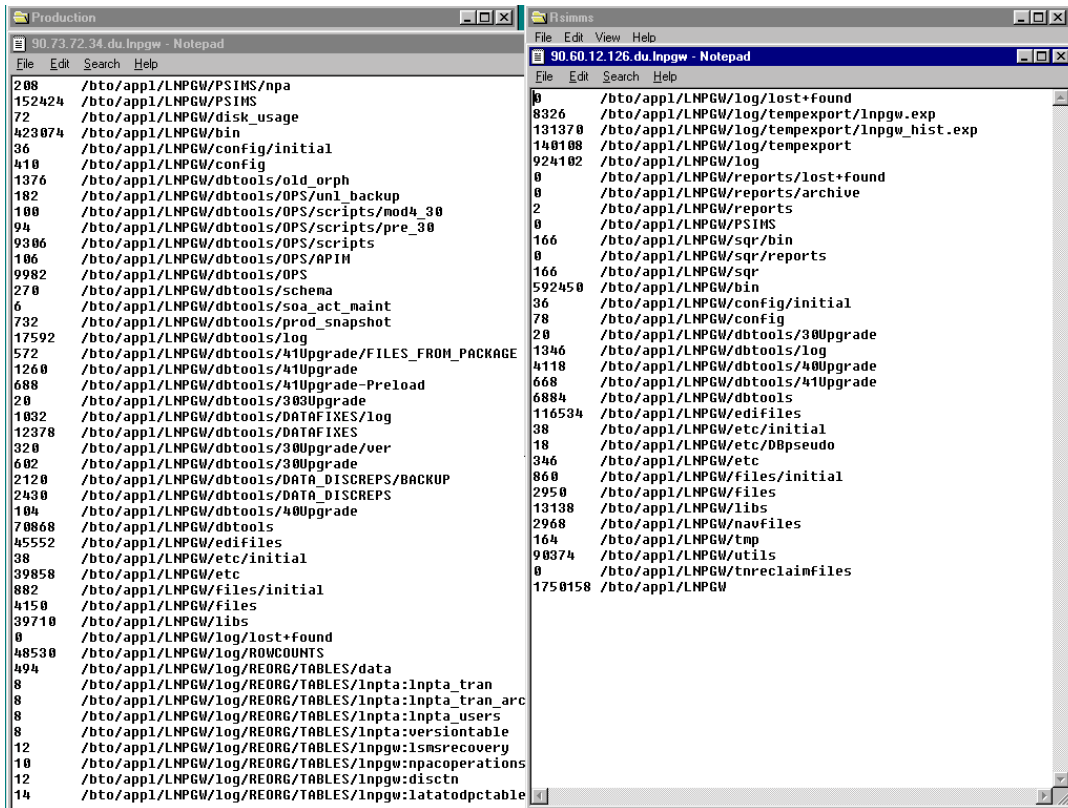 Production
90.73.72.34.du.lnpgw - Notepad
File Edit Search Help
208 /bto/appl/LNPGW/PSIMS/npa
152424 /bto/appl/LNPGW/PSIMS
72 /bto/appl/LNPGW/disk_usage
423074 /bto/appl/LNPGW/bin
36 /bto/appl/LNPGW/config/initial
410 /bto/appl/LNPGW/config
1376 /bto/appl/LNPGW/dbtools/old_orph
182 /bto/appl/LNPGW/dbtools/OPS/unl_backup
100 /bto/appl/LNPGW/dbtools/OPS/scripts/mod4_30
94 /bto/appl/LNPGW/dbtools/OPS/scripts/pre_30
9306 /bto/appl/LNPGW/dbtools/OPS/scripts
106 /bto/appl/LNPGW/dbtools/OPS/APIM
9982 /bto/appl/LNPGW/dbtools/OPS
270 /bto/appl/LNPGW/dbtools/schema
6 /bto/appl/LNPGW/dbtools/soa_act_maint
732 /bto/appl/LNPGW/dbtools/prod_snapshot
17592 /bto/appl/LNPGW/dbtools/log
572 /bto/appl/LNPGW/dbtools/41Upgrade/FILES_FROM_PACKAGE
1260 /bto/appl/LNPGW/dbtools/41Upgrade
688 /bto/appl/LNPGW/dbtools/41Upgrade-Preload
20 /bto/appl/LNPGW/dbtools/303Upgrade
1032 /bto/appl/LNPGW/dbtools/DATAFIXES/log
12378 /bto/appl/LNPGW/dbtools/DATAFIXES
320 /bto/appl/LNPGW/dbtools/30Upgrade/ver
602 /bto/appl/LNPGW/dbtools/30Upgrade
2120 /bto/appl/LNPGW/dbtools/DATA_DISCREPS/BACKUP
2430 /bto/appl/LNPGW/dbtools/DATA_DISCREPS
104 /bto/appl/LNPGW/dbtools/40Upgrade
70868 /bto/appl/LNPGW/dbtools
45552 /bto/appl/LNPGW/edifiles
38 /bto/appl/LNPGW/etc/initial
39858 /bto/appl/LNPGW/etc
882 /bto/appl/LNPGW/files/initial
4150 /bto/appl/LNPGW/files
39710 /bto/appl/LNPGW/libs
0 /bto/appl/LNPGW/log/lost+found
48530 /bto/appl/LNPGW/log/ROWCOUNTS
494 /bto/appl/LNPGW/log/REORG/TABLES/data
8 /bto/appl/LNPGW/log/REORG/TABLES/lnpta:lnpta_tran
8 /bto/appl/LNPGW/log/REORG/TABLES/lnpta:lnpta_tran_arc
8 /bto/appl/LNPGW/log/REORG/TABLES/lnpta:lnpta_users
8 /bto/appl/LNPGW/log/REORG/TABLES/lnpta:versiontable
12 /bto/appl/LNPGW/log/REORG/TABLES/lnpgw:lsmsrecovery
10 /bto/appl/LNPGW/log/REORG/TABLES/lnpgw:npacoperations
12 /bto/appl/LNPGW/log/REORG/TABLES/lnpgw:disctn
14 /bto/appl/LNPGW/log/REORG/TABLES/lnpgw:latatodpctable
Rsimms
File Edit View Help
90.60.12.126.du.lnpgw - Notepad
File Edit Search Help
0 /bto/appl/LNPGW/log/lost+found
8326 /bto/appl/LNPGW/log/tempexport/lnpgw.exp
131370 /bto/appl/LNPGW/log/tempexport/lnpgw_hist.exp
140108 /bto/appl/LNPGW/log/tempexport
924102 /bto/appl/LNPGW/log
0 /bto/appl/LNPGW/reports/lost+found
0 /bto/appl/LNPGW/reports/archive
2 /bto/appl/LNPGW/reports
0 /bto/appl/LNPGW/PSIMS
166 /bto/appl/LNPGW/sqr/bin
0 /bto/appl/LNPGW/sqr/reports
166 /bto/appl/LNPGW/sqr
592450 /bto/appl/LNPGW/bin
36 /bto/appl/LNPGW/config/initial
78 /bto/appl/LNPGW/config
20 /bto/appl/LNPGW/dbtools/30Upgrade
1346 /bto/appl/LNPGW/dbtools/log
4118 /bto/appl/LNPGW/dbtools/40Upgrade
668 /bto/appl/LNPGW/dbtools/41Upgrade
6884 /bto/appl/LNPGW/dbtools
116534 /bto/appl/LNPGW/edifiles
38 /bto/appl/LNPGW/etc/initial
18 /bto/appl/LNPGW/etc/DBpseudo
346 /bto/appl/LNPGW/etc
860 /bto/appl/LNPGW/files/initial
2950 /bto/appl/LNPGW/files
13138 /bto/appl/LNPGW/libs
2968 /bto/appl/LNPGW/navfiles
164 /bto/appl/LNPGW/tmp
90374 /bto/appl/LNPGW/utils
0 /bto/appl/LNPGW/tnreclaimfiles
1750158 /bto/appl/LNPGW